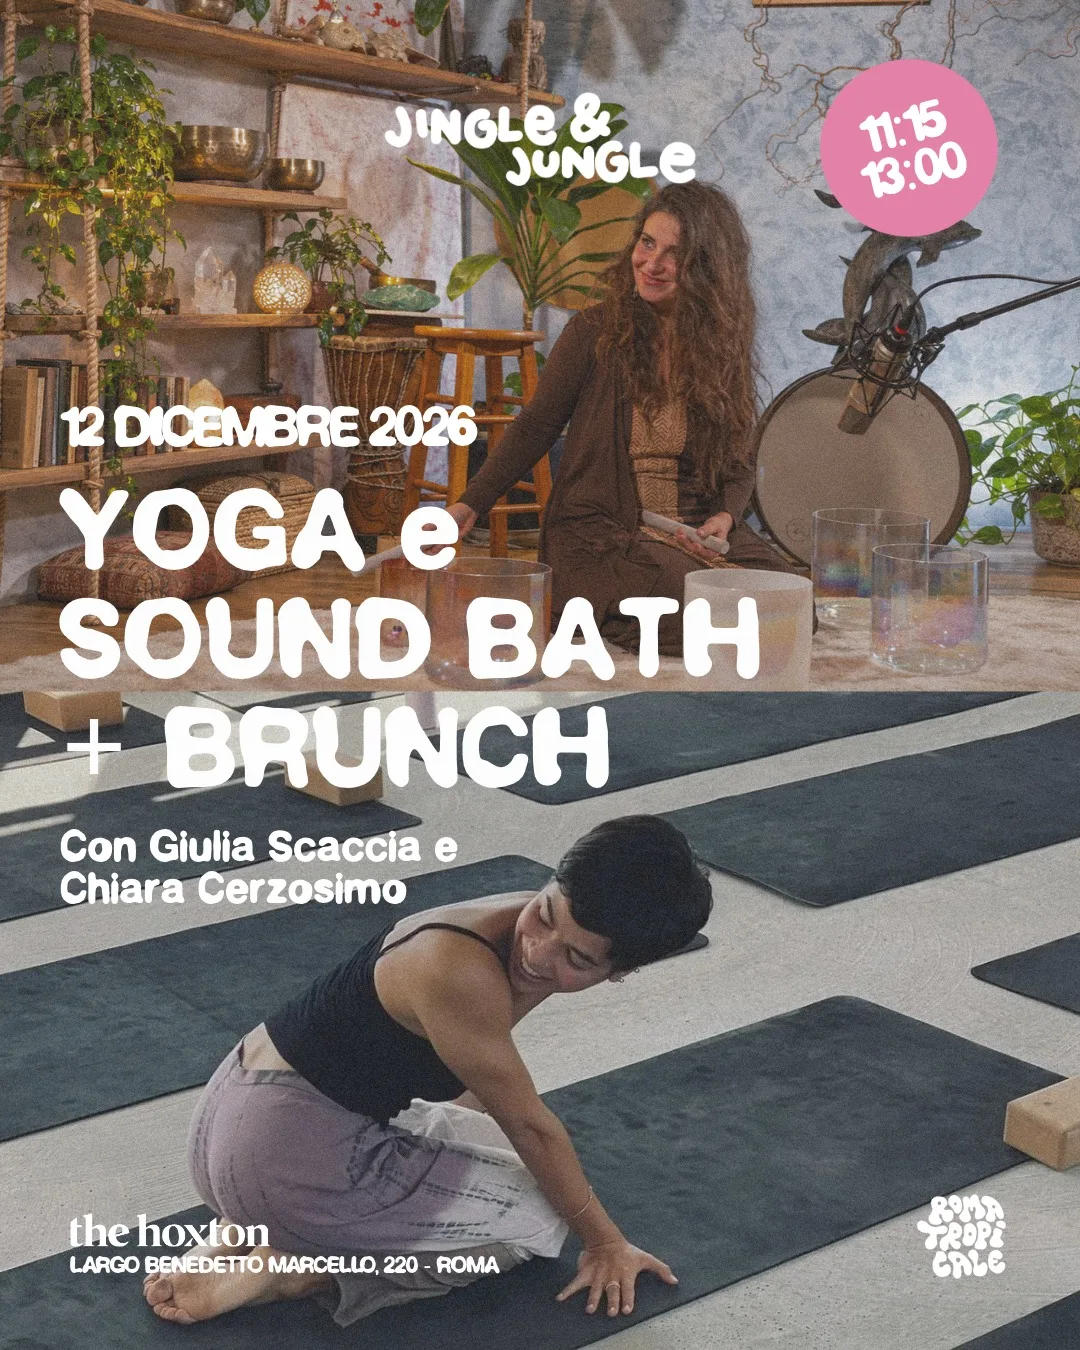 JINGLe &
JUNGLe
11:15
13:00
12 DICEMBRE 2026
YOGA e
SOUND BATH
+ BRUNCH
Con Giulia Scaccia e
Chiara Cerzosimo
the hoxton
LARGO BENEDETTO MARCELLO, 220 - ROMA
ROMA
TROPI
CALE